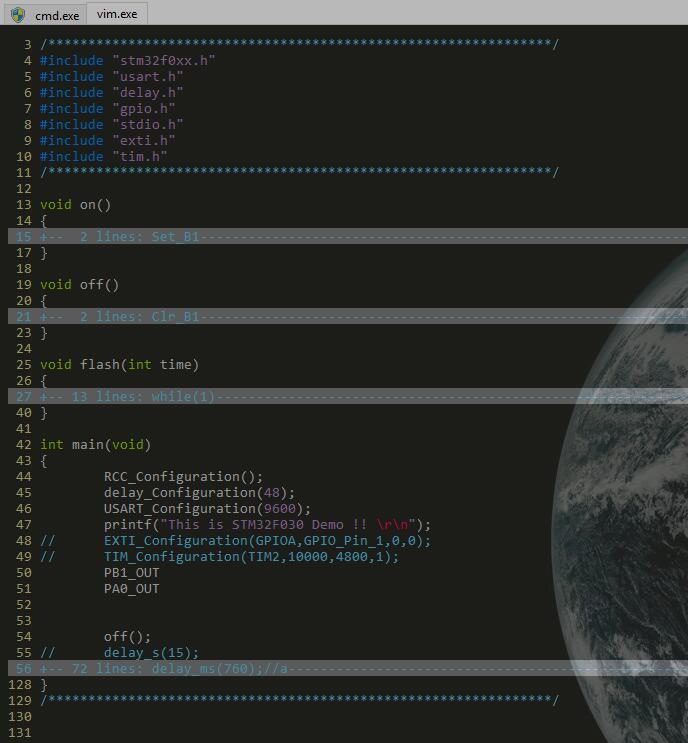 cmd.exe vim.exe
3 /***************************************************************/
4 #include "stm32f0xx.h"
5 #include "usart.h"
6 #include "delay.h"
7 #include "gpio.h"
8 #include "stdio.h"
9 #include "exti.h"
10 #include "tim.h"
11 /***************************************************************/
12
13 void on()
14 {
15 +--  2 lines: Set_B1-------------------------------------------------------------
17 }
18
19 void off()
20 {
21 +--  2 lines: Clr_B1-------------------------------------------------------------
23 }
24
25 void flash(int time)
26 {
27 +-- 13 lines: while(1)-----------------------------------------------------------
40 }
41
42 int main(void)
43 {
44         RCC_Configuration();
45         delay_Configuration(48);
46         USART_Configuration(9600);
47         printf("This is STM32F030 Demo !! \r\n");
48 //      EXTI_Configuration(GPIOA,GPIO_Pin_1,0,0);
49 //      TIM_Configuration(TIM2,10000,4800,1);
50         PB1_OUT
51         PA0_OUT
52
53
54         off();
55 //      delay_s(15);
56 +-- 72 lines: delay_ms(760);//a--------------------------------------------------
128 }
129 /***************************************************************/
130
131